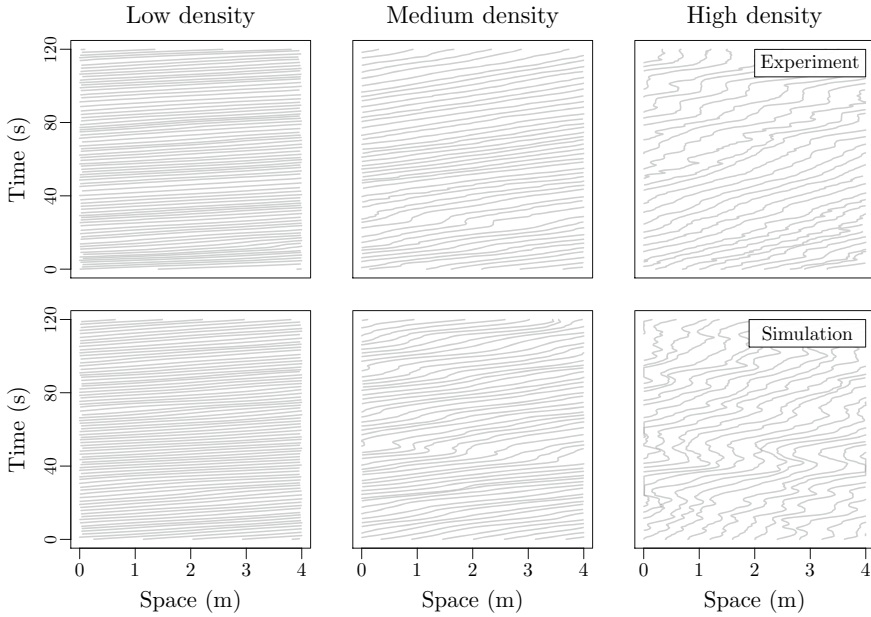 Low density
Medium density
High density
Time (s)
0
40
80
120
Experiment
Time (s)
0
40
80
120
Simulation
0 1 2 3 4
0 1 2 3 4
0 1 2 3 4
Space (m)
Space (m)
Space (m)